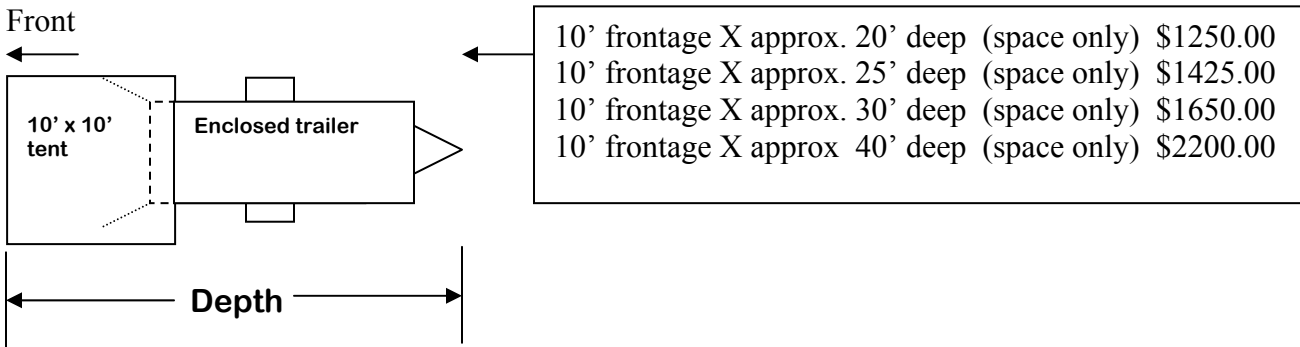 Front
10’ x 10’
tent
Enclosed trailer
Depth
10’ frontage X approx. 20’ deep (space only) $1250.00
10’ frontage X approx. 25’ deep (space only) $1425.00
10’ frontage X approx. 30’ deep (space only) $1650.00
10’ frontage X approx 40’ deep (space only) $2200.00